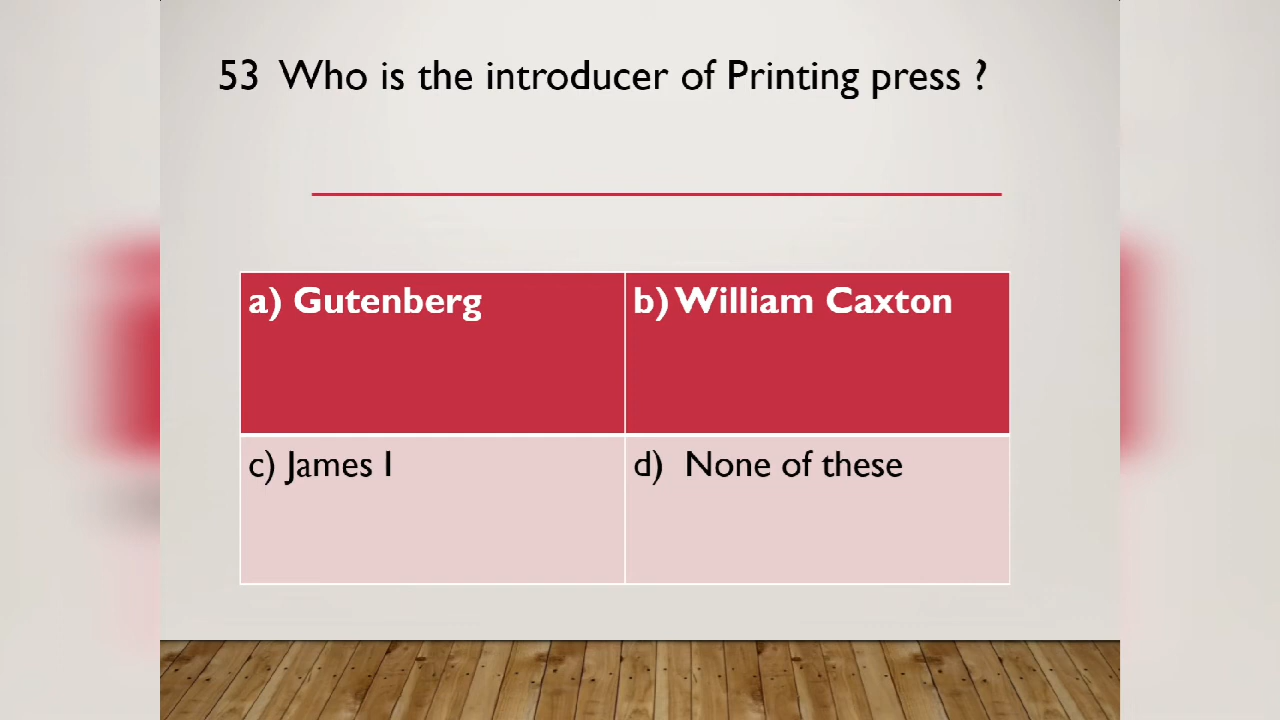 53 Who is the introducer of Printing press ?
a) Gutenberg
b) William Caxton
c) James I
d) None of these